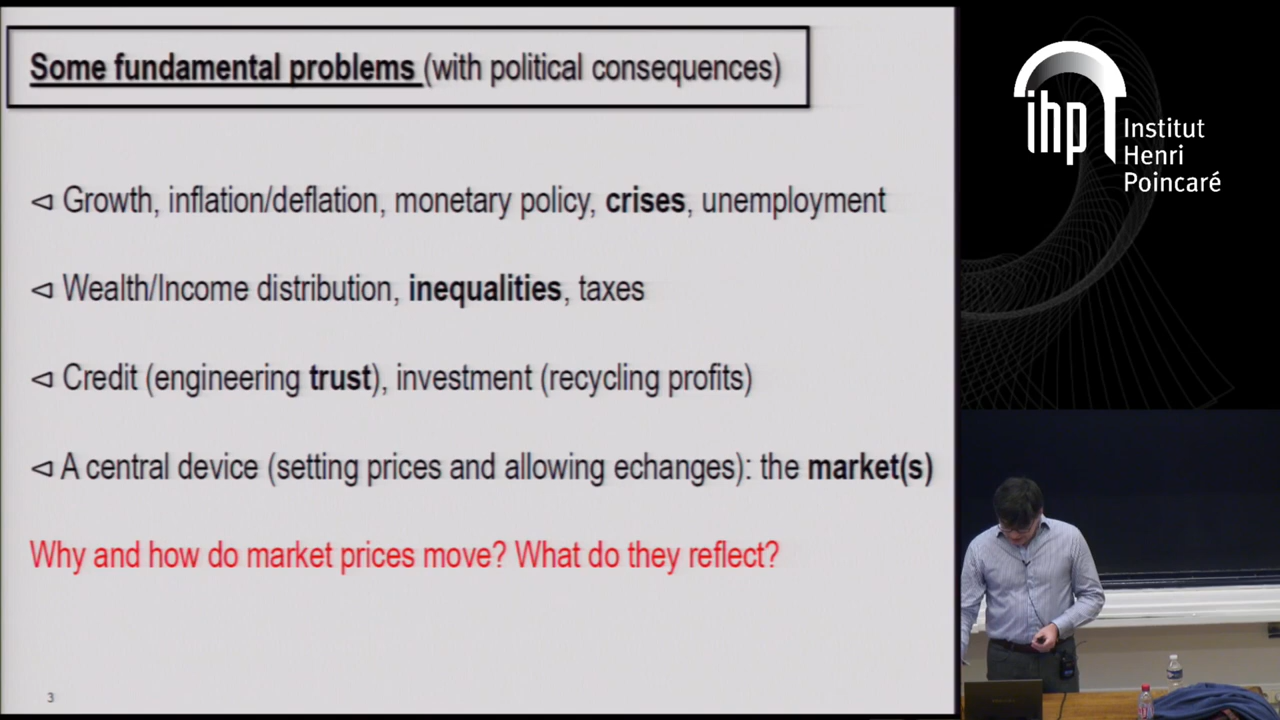 Some fundamental problems (with political consequences)
⊲ Growth, inflation/deflation, monetary policy, crises, unemployment
⊲ Wealth/Income distribution, inequalities, taxes
⊲ Credit (engineering trust), investment (recycling profits)
⊲ A central device (setting prices and allowing echanges): the market(s)
Why and how do market prices move? What do they reflect?
3
ihp
Institut
Henri
Poincaré